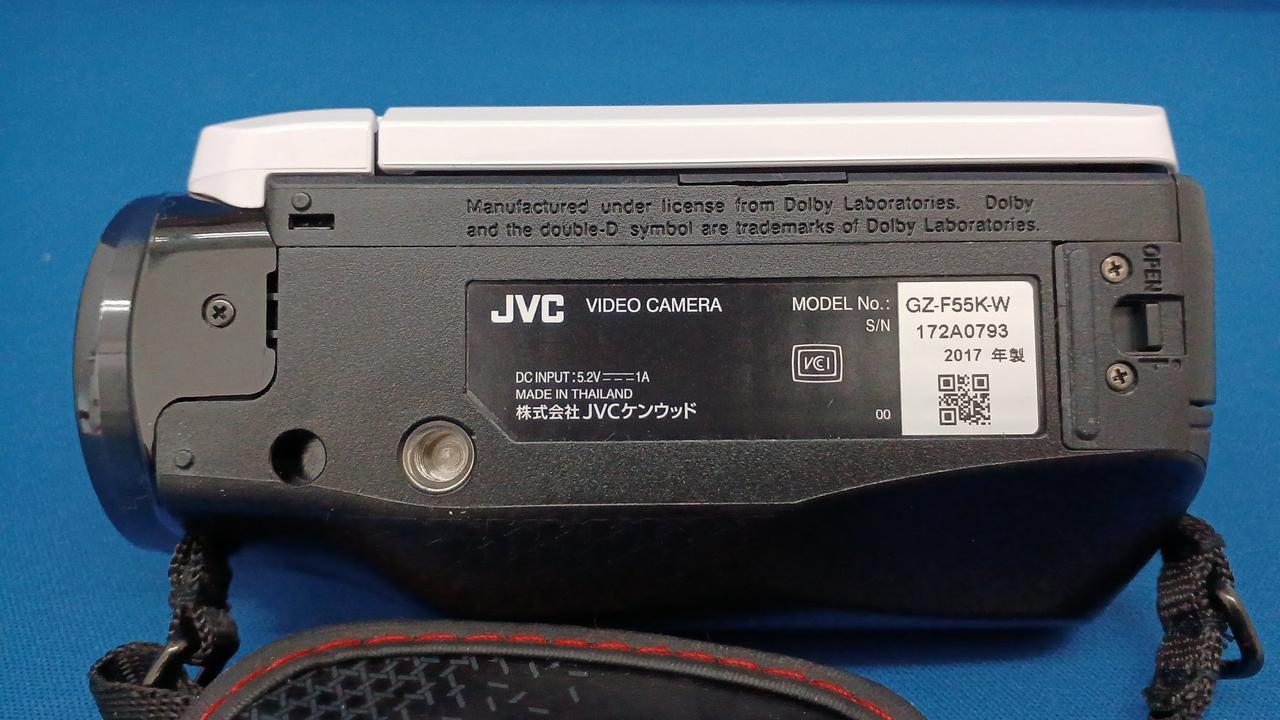 Manufactured under license from Dolby Laboratories. Dolby
and the double-D symbol are trademarks of Dolby Laboratories.
OPEN
JVC VIDEO CAMERA MODEL No.: GZ-F55K-W
S/N 172A0793
2017 年製
VCI
DC INPUT : 5.2V⎓1A
MADE IN THAILAND
株式会社 JVCケンウッド 00